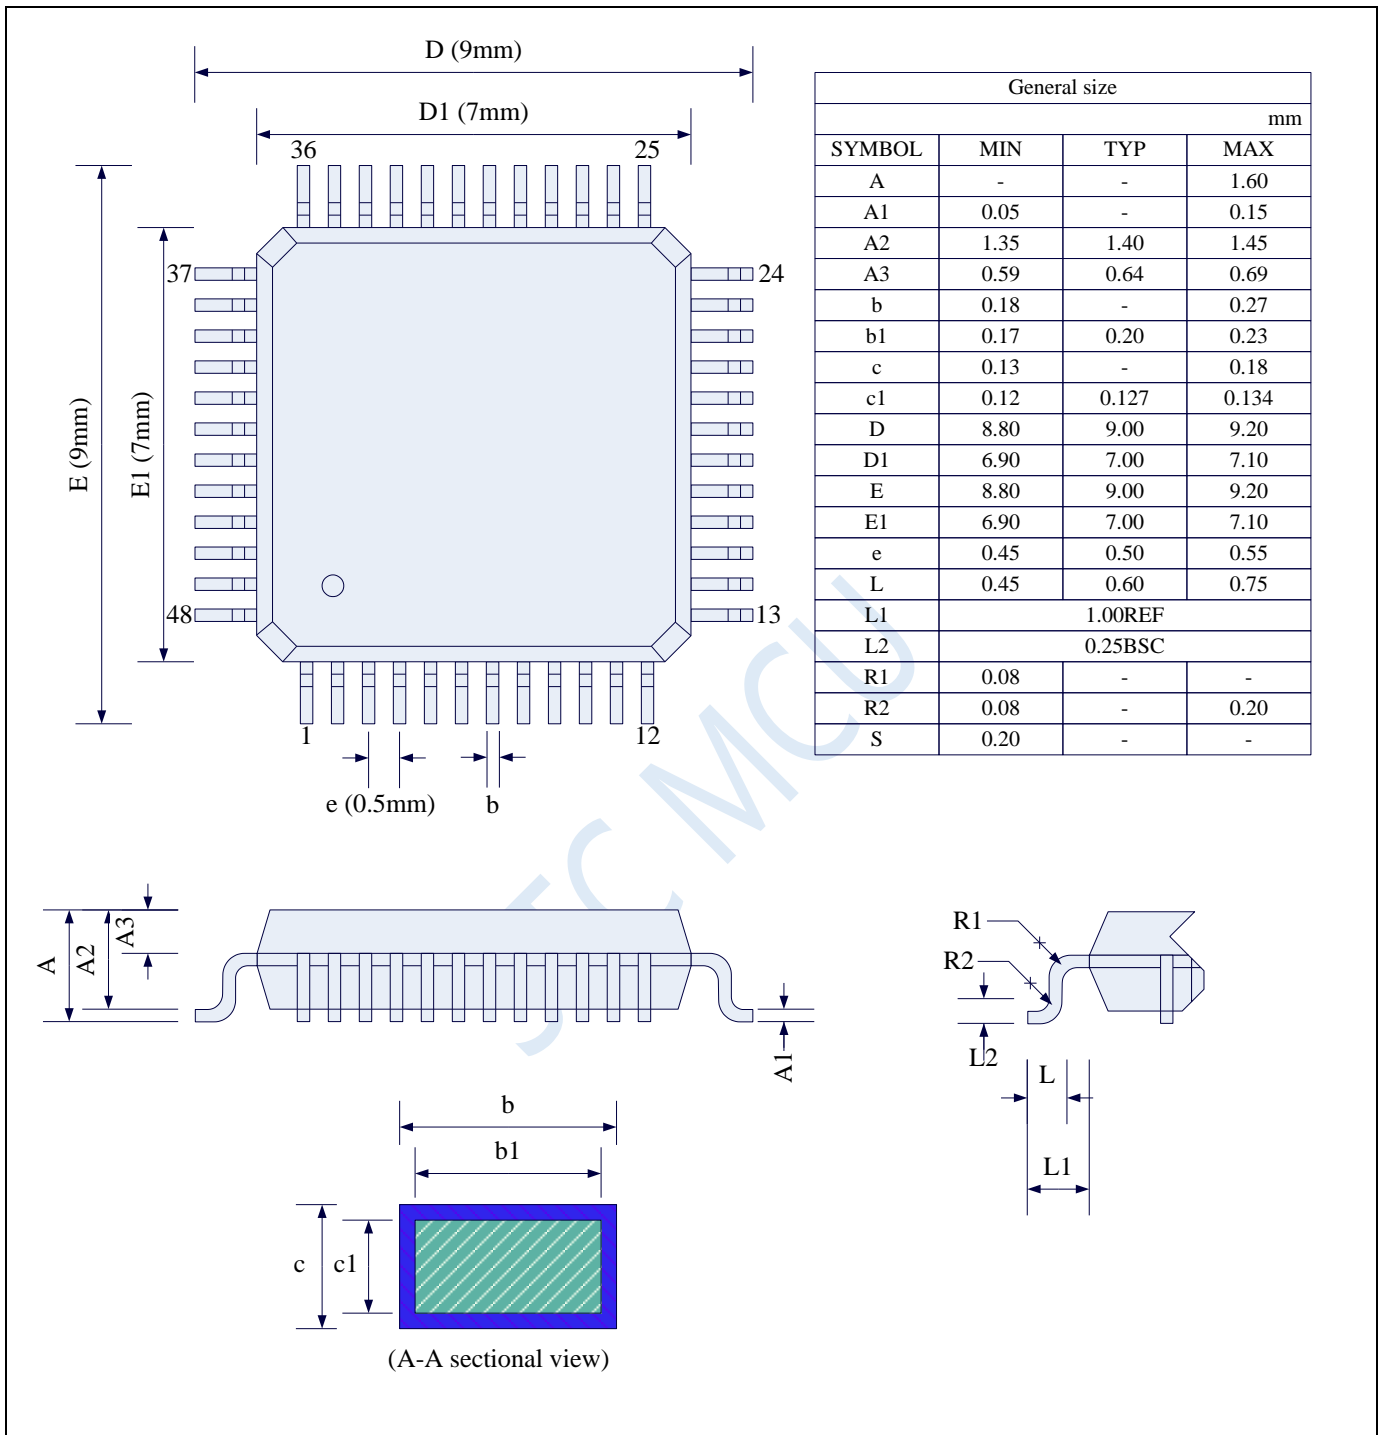 D (9mm)
D1 (7mm)
36
25
37
24
E (9mm)
E1 (7mm)
48
13
1
12
e (0.5mm)
b
General size
mm
SYMBOL MIN TYP MAX
A - - 1.60
A1 0.05 - 0.15
A2 1.35 1.40 1.45
A3 0.59 0.64 0.69
b 0.18 - 0.27
b1 0.17 0.20 0.23
c 0.13 - 0.18
c1 0.12 0.127 0.134
D 8.80 9.00 9.20
D1 6.90 7.00 7.10
E 8.80 9.00 9.20
E1 6.90 7.00 7.10
e 0.45 0.50 0.55
L 0.45 0.60 0.75
L1 1.00REF
L2 0.25BSC
R1 0.08 - -
R2 0.08 - 0.20
S 0.20 - -
MCU
A
A2
A3
A1
R1
R2
L2
L
L1
b
b1
c
c1
(A-A sectional view)